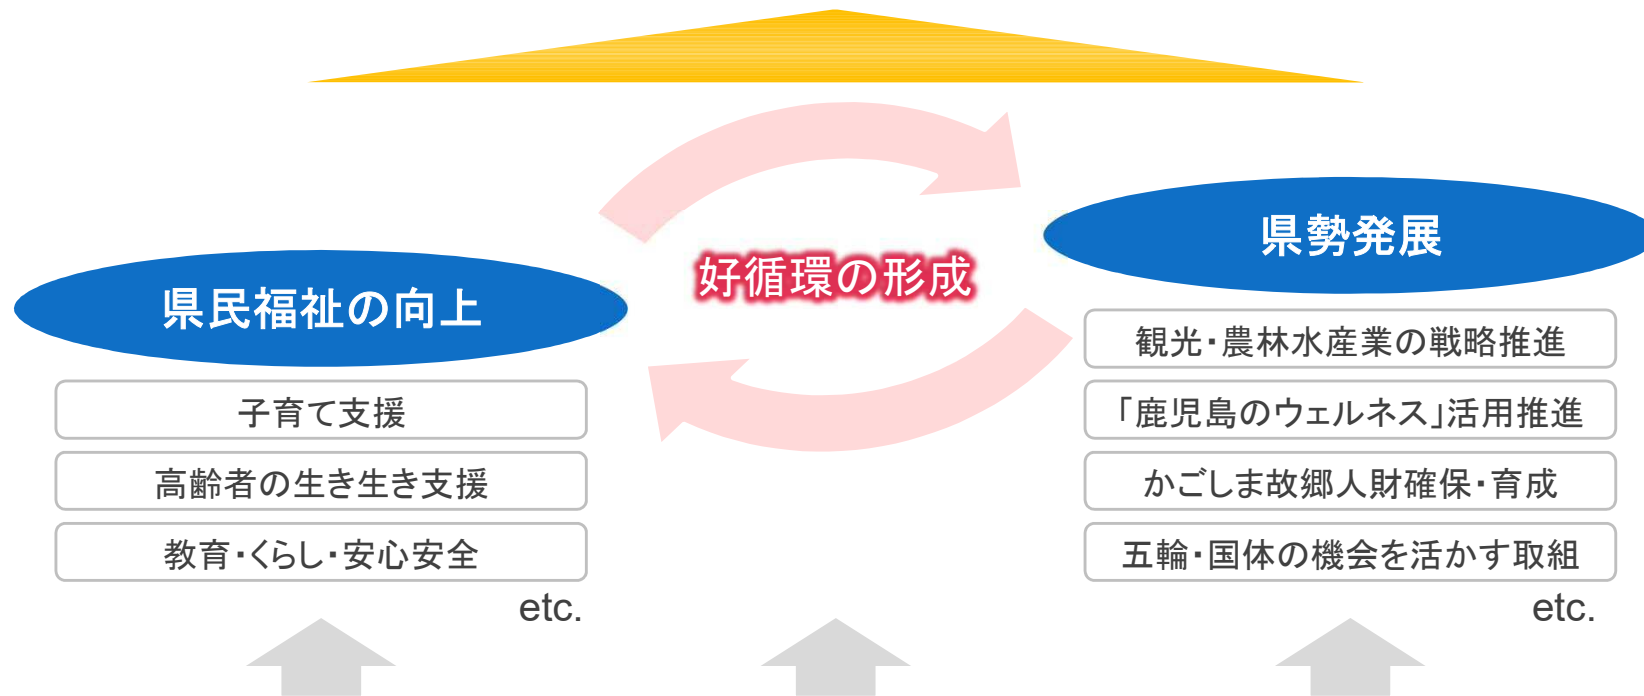 県民福祉の向上
子育て支援
高齢者の生き生き支援
教育・くらし・安心安全
etc.
好循環の形成
県勢発展
観光・農林水産業の戦略推進
「鹿児島のウェルネス」活用推進
かごしま故郷人財確保・育成
五輪・国体の機会を活かす取組
etc.